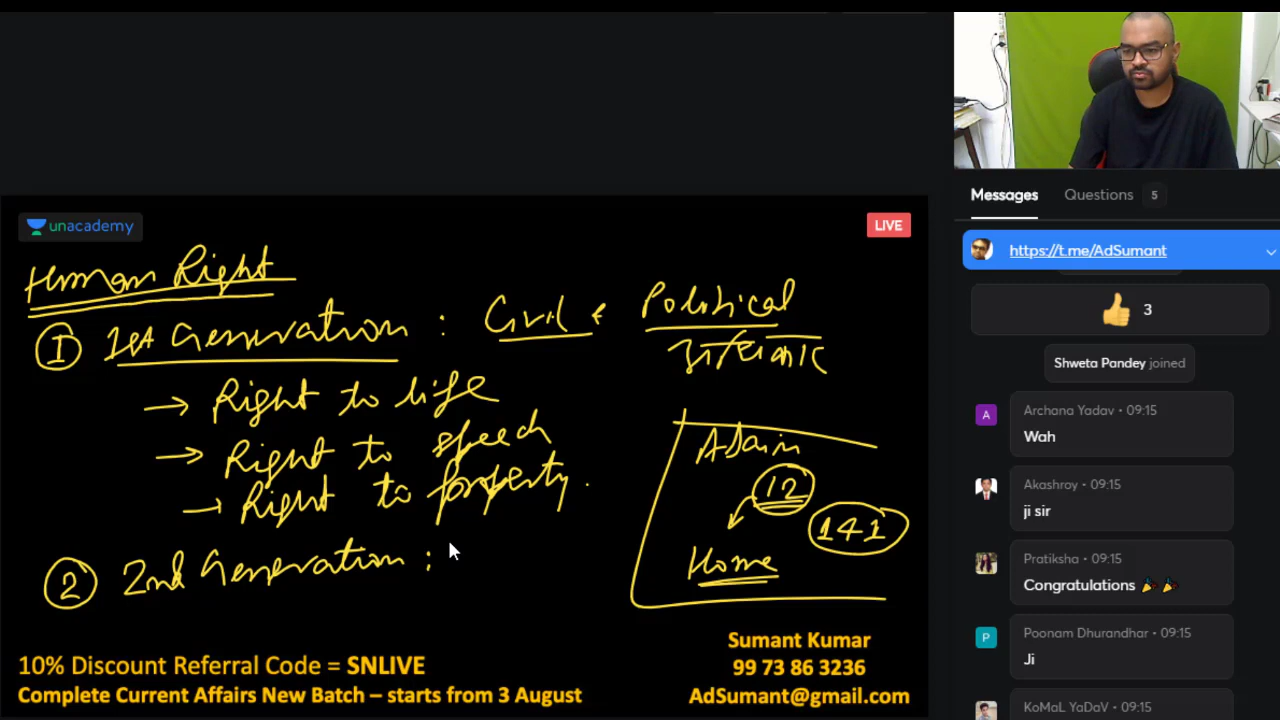 unacademy
LIVE
Human Right
① 1st Generation : Civil &
Political
→ Right to life
→ Right to speech
→ Right to property.
② 2nd Generation :
12
141
Home
10% Discount Referral Code = SNLIVE
Complete Current Affairs New Batch – starts from 3 August
Sumant Kumar
99 73 86 3236
AdSumant@gmail.com
Messages
Questions 5
https://t.me/AdSumant
👍 3
Shweta Pandey joined
A
Archana Yadav • 09:15
Wah
Akashroy • 09:15
ji sir
Pratiksha • 09:15
Congratulations 🎉 🎉
P
Poonam Dhurandhar • 09:15
Ji
KoMaL YaDaV • 09:15